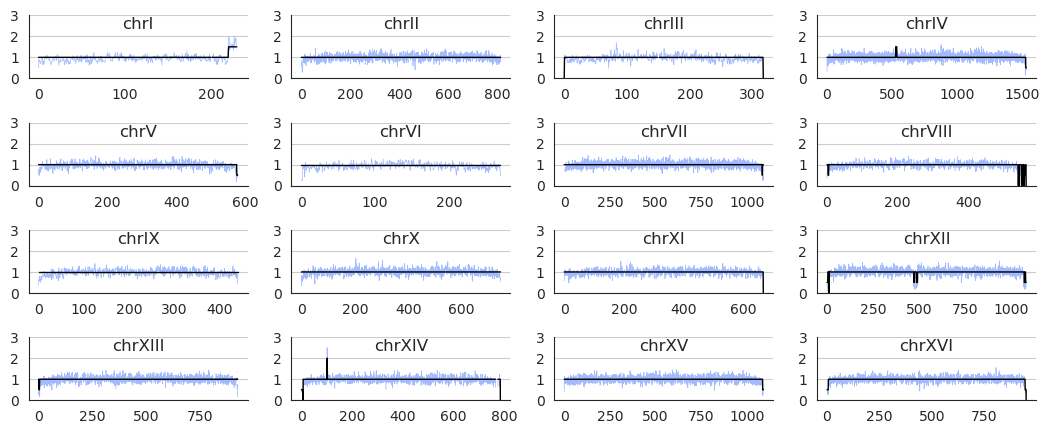 3 chrI 3 chrII 3 chrIII 3 chrIV
2 2 2 2
1 1 1 1
0 0 0 0
0 100 200 0 200 400 600 800 0 100 200 300 0 500 1000 1500
3 chrV 3 chrVI 3 chrVII 3 chrVIII
2 2 2 2
1 1 1 1
0 0 0 0
0 200 400 600 0 100 200 0 250 500 750 1000 0 200 400
3 chrIX 3 chrX 3 chrXI 3 chrXII
2 2 2 2
1 1 1 1
0 0 0 0
0 100 200 300 400 0 200 400 600 0 200 400 600 0 250 500 750 1000
3 chrXIII 3 chrXIV 3 chrXV 3 chrXVI
2 2 2 2
1 1 1 1
0 0 0 0
0 250 500 750 0 200 400 600 800 0 250 500 750 1000 0 250 500 750